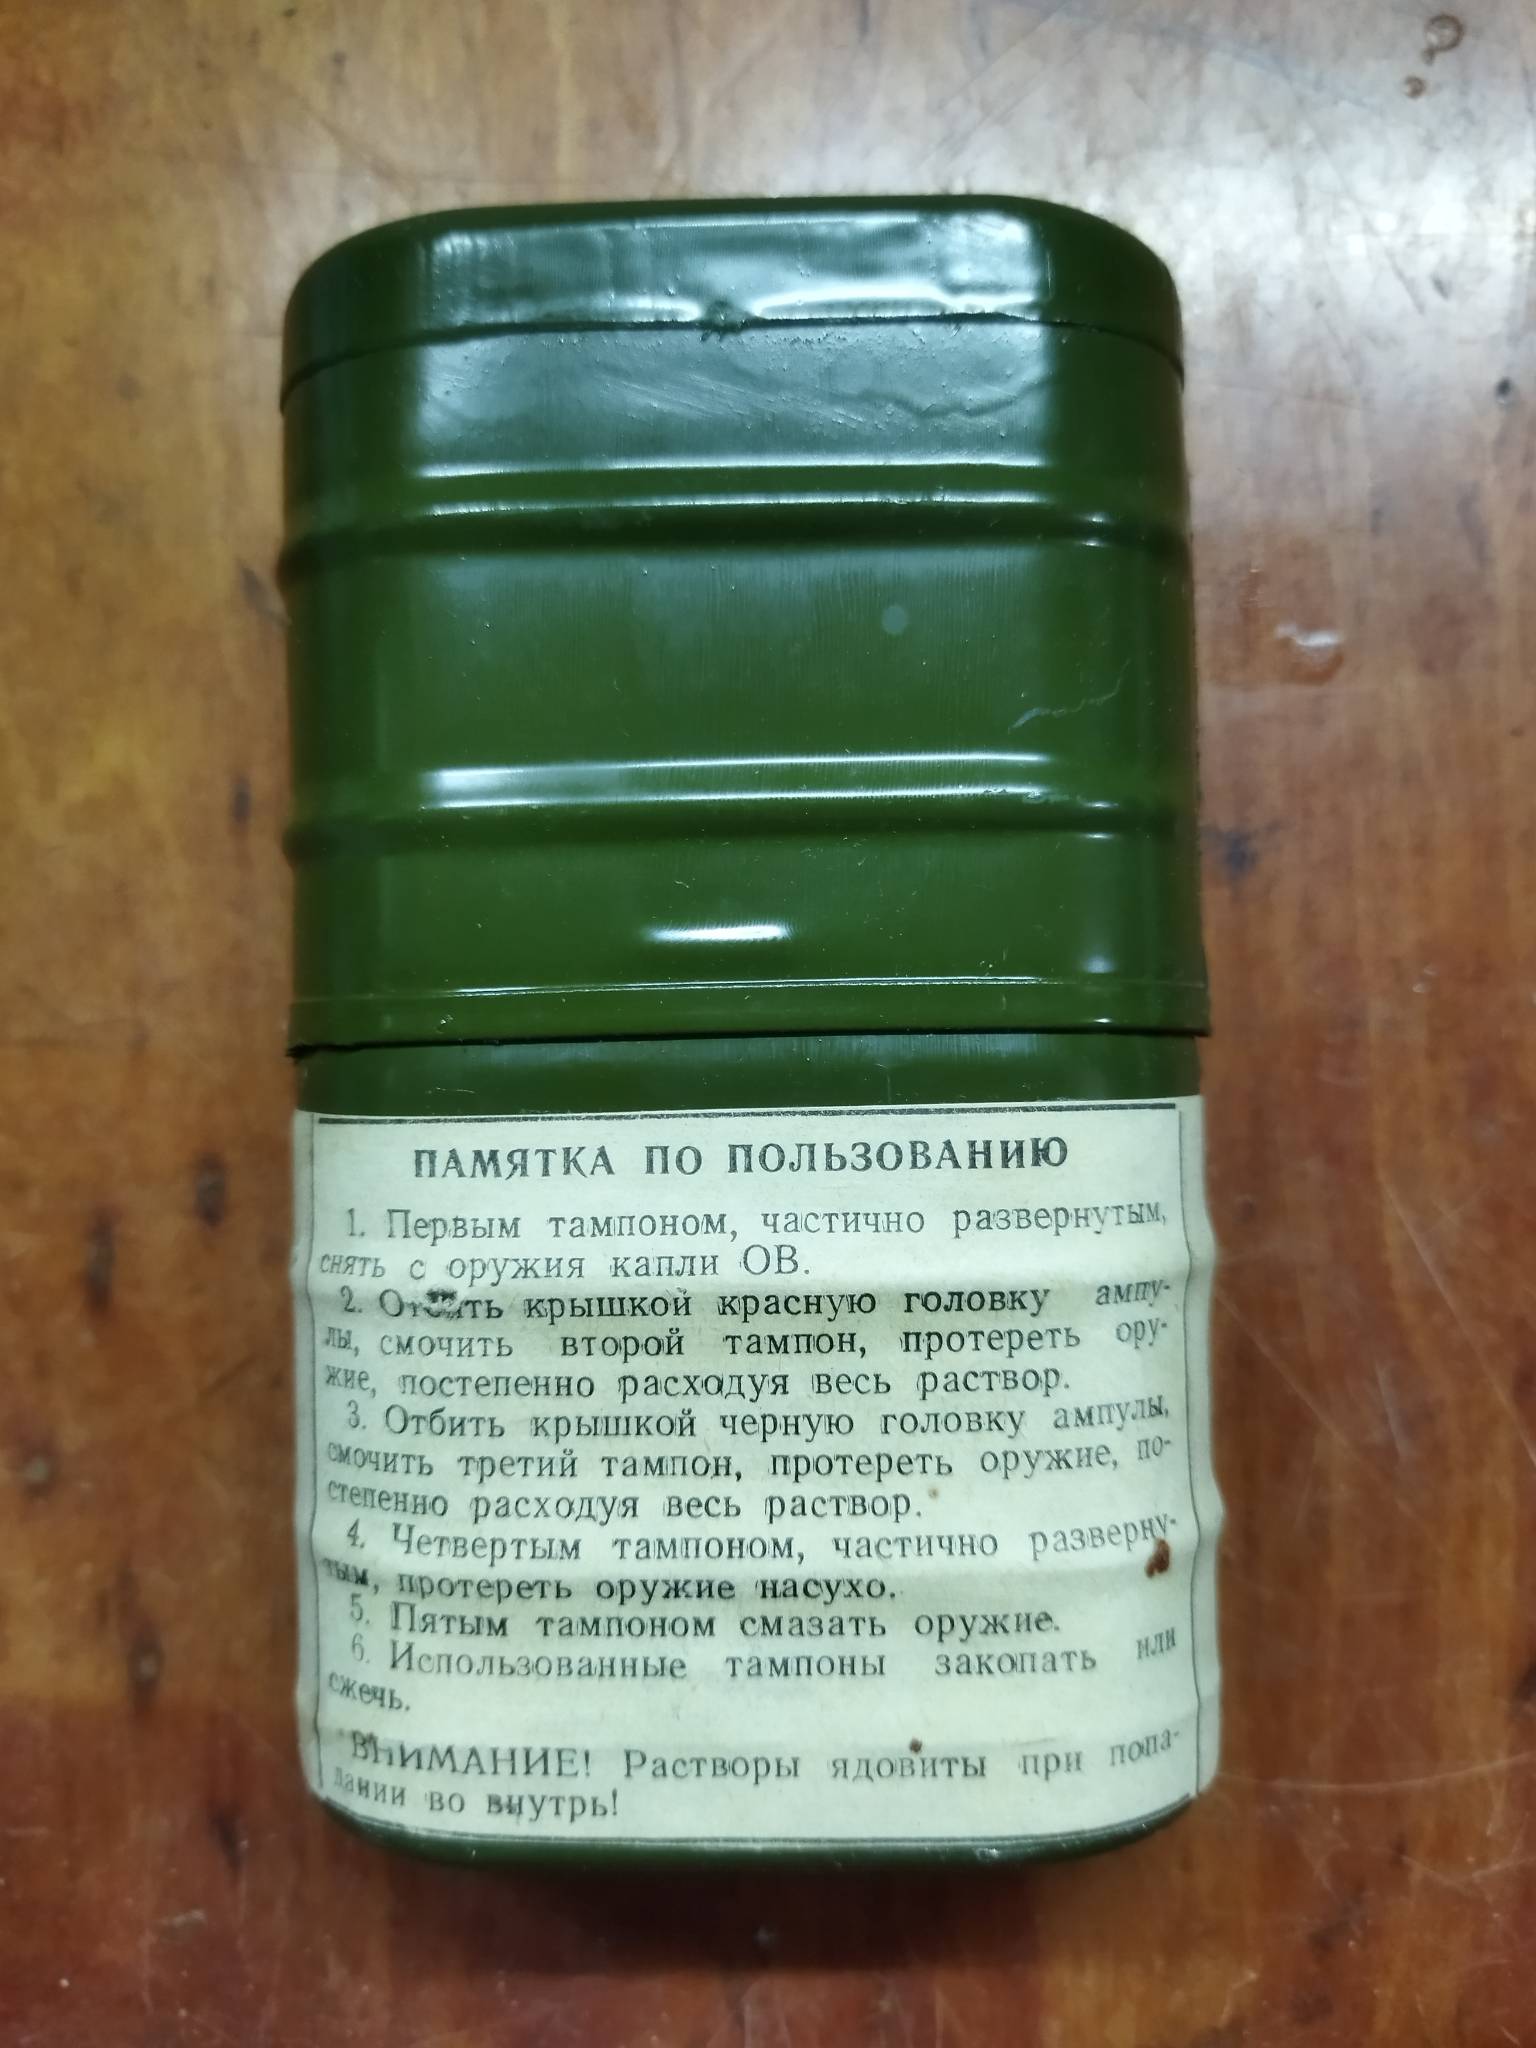 ПАМЯТКА ПО ПОЛЬЗОВАНИЮ
1. Первым тампоном, частично развернутым,
снять с оружия капли ОВ.
2. Отбить крышкой красную головку ампу-
лы, смочить второй тампон, протереть ору-
жие, постепенно расходуя весь раствор.
3. Отбить крышкой черную головку ампулы,
смочить третий тампон, протереть оружие, по-
степенно расходуя весь раствор.
4. Четвертым тампоном, частично разверну-
тым, протереть оружие насухо.
5. Пятым тампоном смазать оружие.
6. Использованные тампоны закопать или
сжечь.
ВНИМАНИЕ! Растворы ядовиты при попа-
дании во внутрь!